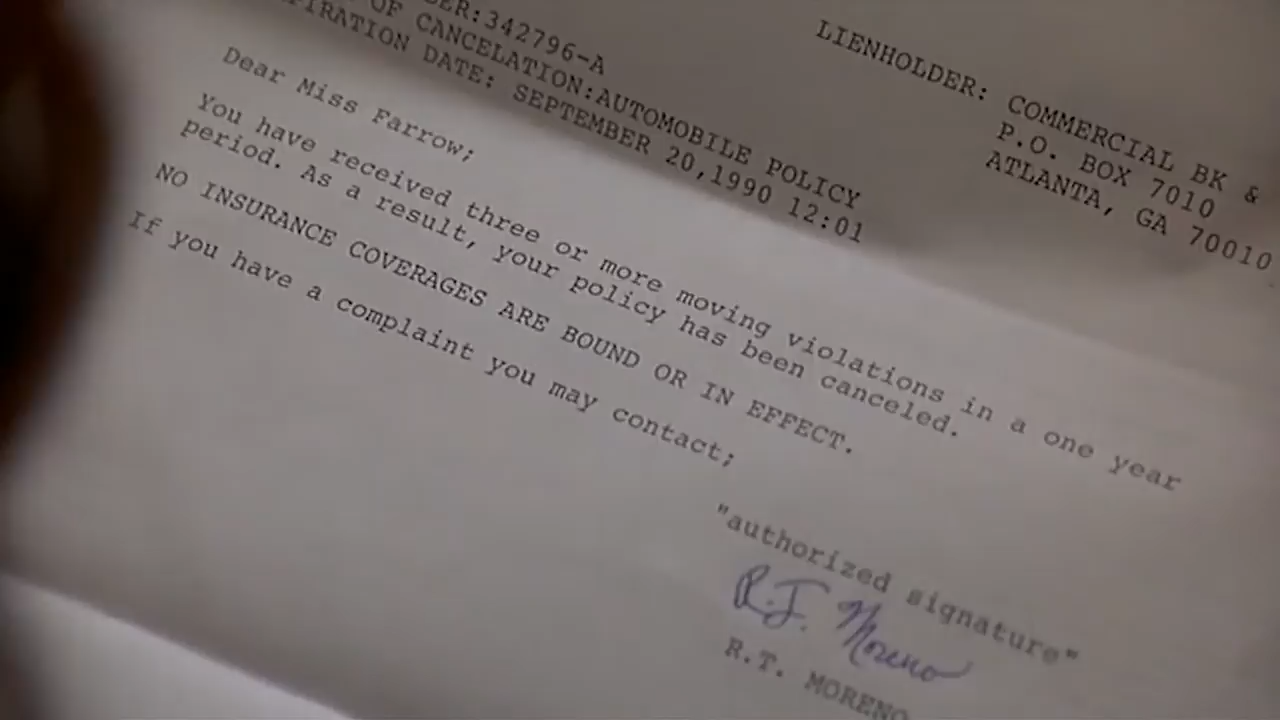 342796-A
OF CANCELATION:AUTOMOBILE POLICY
DATE: SEPTEMBER 20,1990 12:01
LIENHOLDER: COMMERCIAL BK &
P.O. BOX 7010
ATLANTA, GA 70010
Dear Miss Farrow;
You have received three or more moving violations in a one year
period. As a result, your policy has been canceled.
NO INSURANCE COVERAGES ARE BOUND OR IN EFFECT.
If you have a complaint you may contact;
"authorized signature"
R.T. Moreno
R.T. MORENO